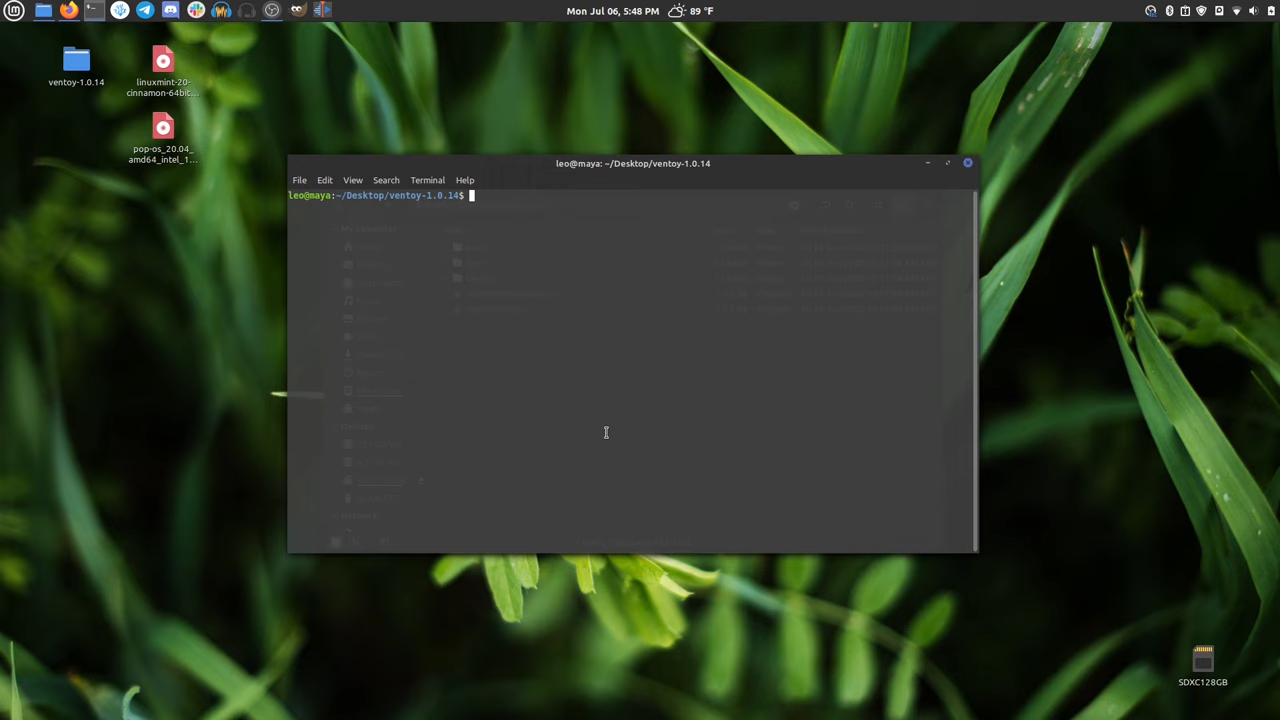 Mon Jul 06, 5:48 PM 89 °F
ventoy-1.0.14
linuxmint-20-
cinnamon-64bic...
pop-os_20.04_
amd64_intel_1...
leo@maya: ~/Desktop/ventoy-1.0.14
File Edit View Search Terminal Help
leo@maya:~/Desktop/ventoy-1.0.14$
SDXC128GB